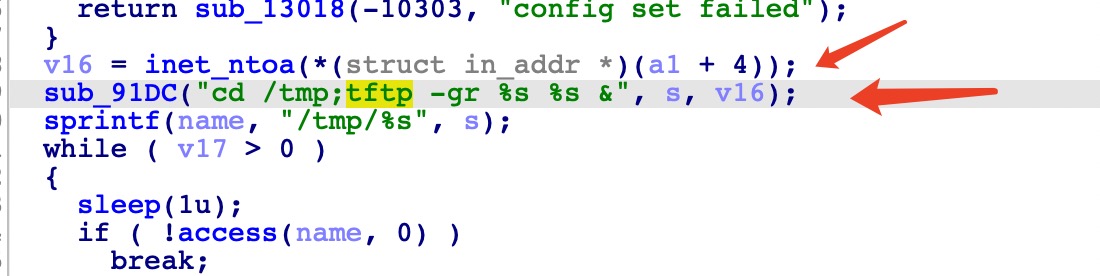 return sub_13018(-10303, "config set failed");
}
v16 = inet_ntoa(*(struct in_addr *)(a1 + 4));
sub_91DC("cd /tmp;tftp -gr %s %s &", s, v16);
sprintf(name, "/tmp/%s", s);
while ( v17 > 0 )
{
sleep(1u);
if ( !access(name, 0) )
break;